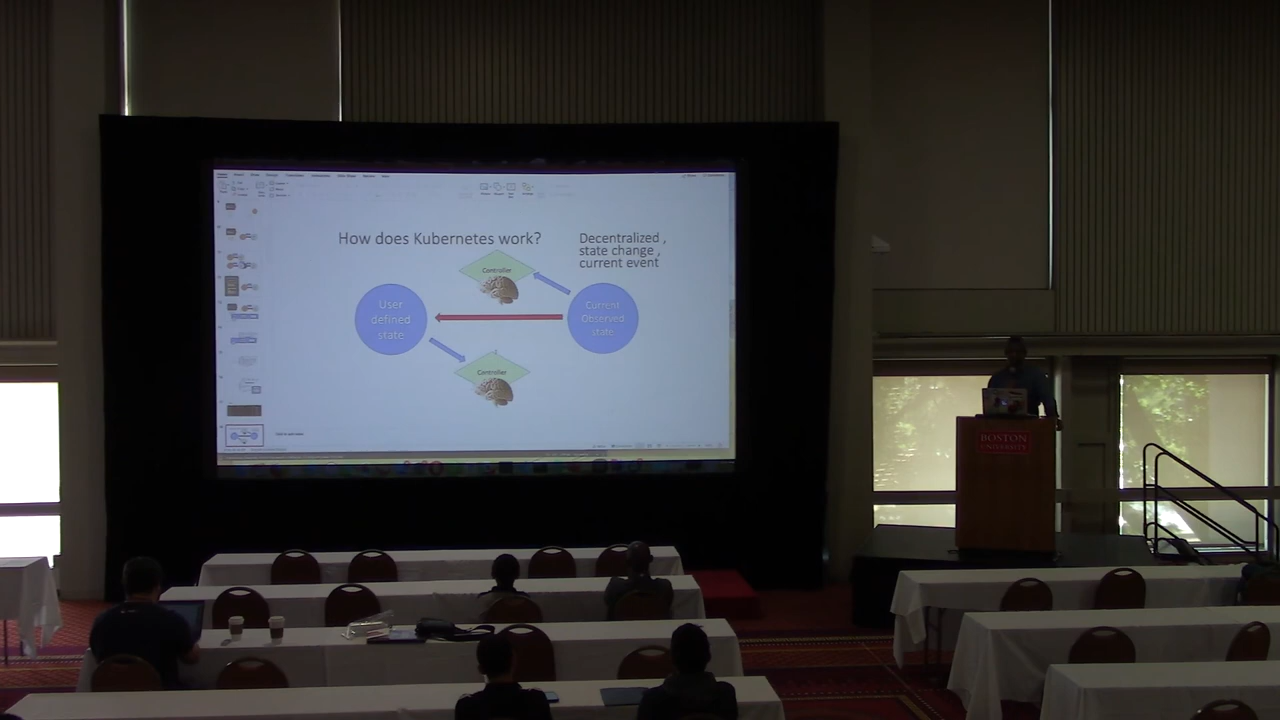 How does Kubernetes work?
Decentralized ,
state change ,
current event
Controller
User
defined
state
Current
Observed
state
Controller
BOSTON
UNIVERSITY